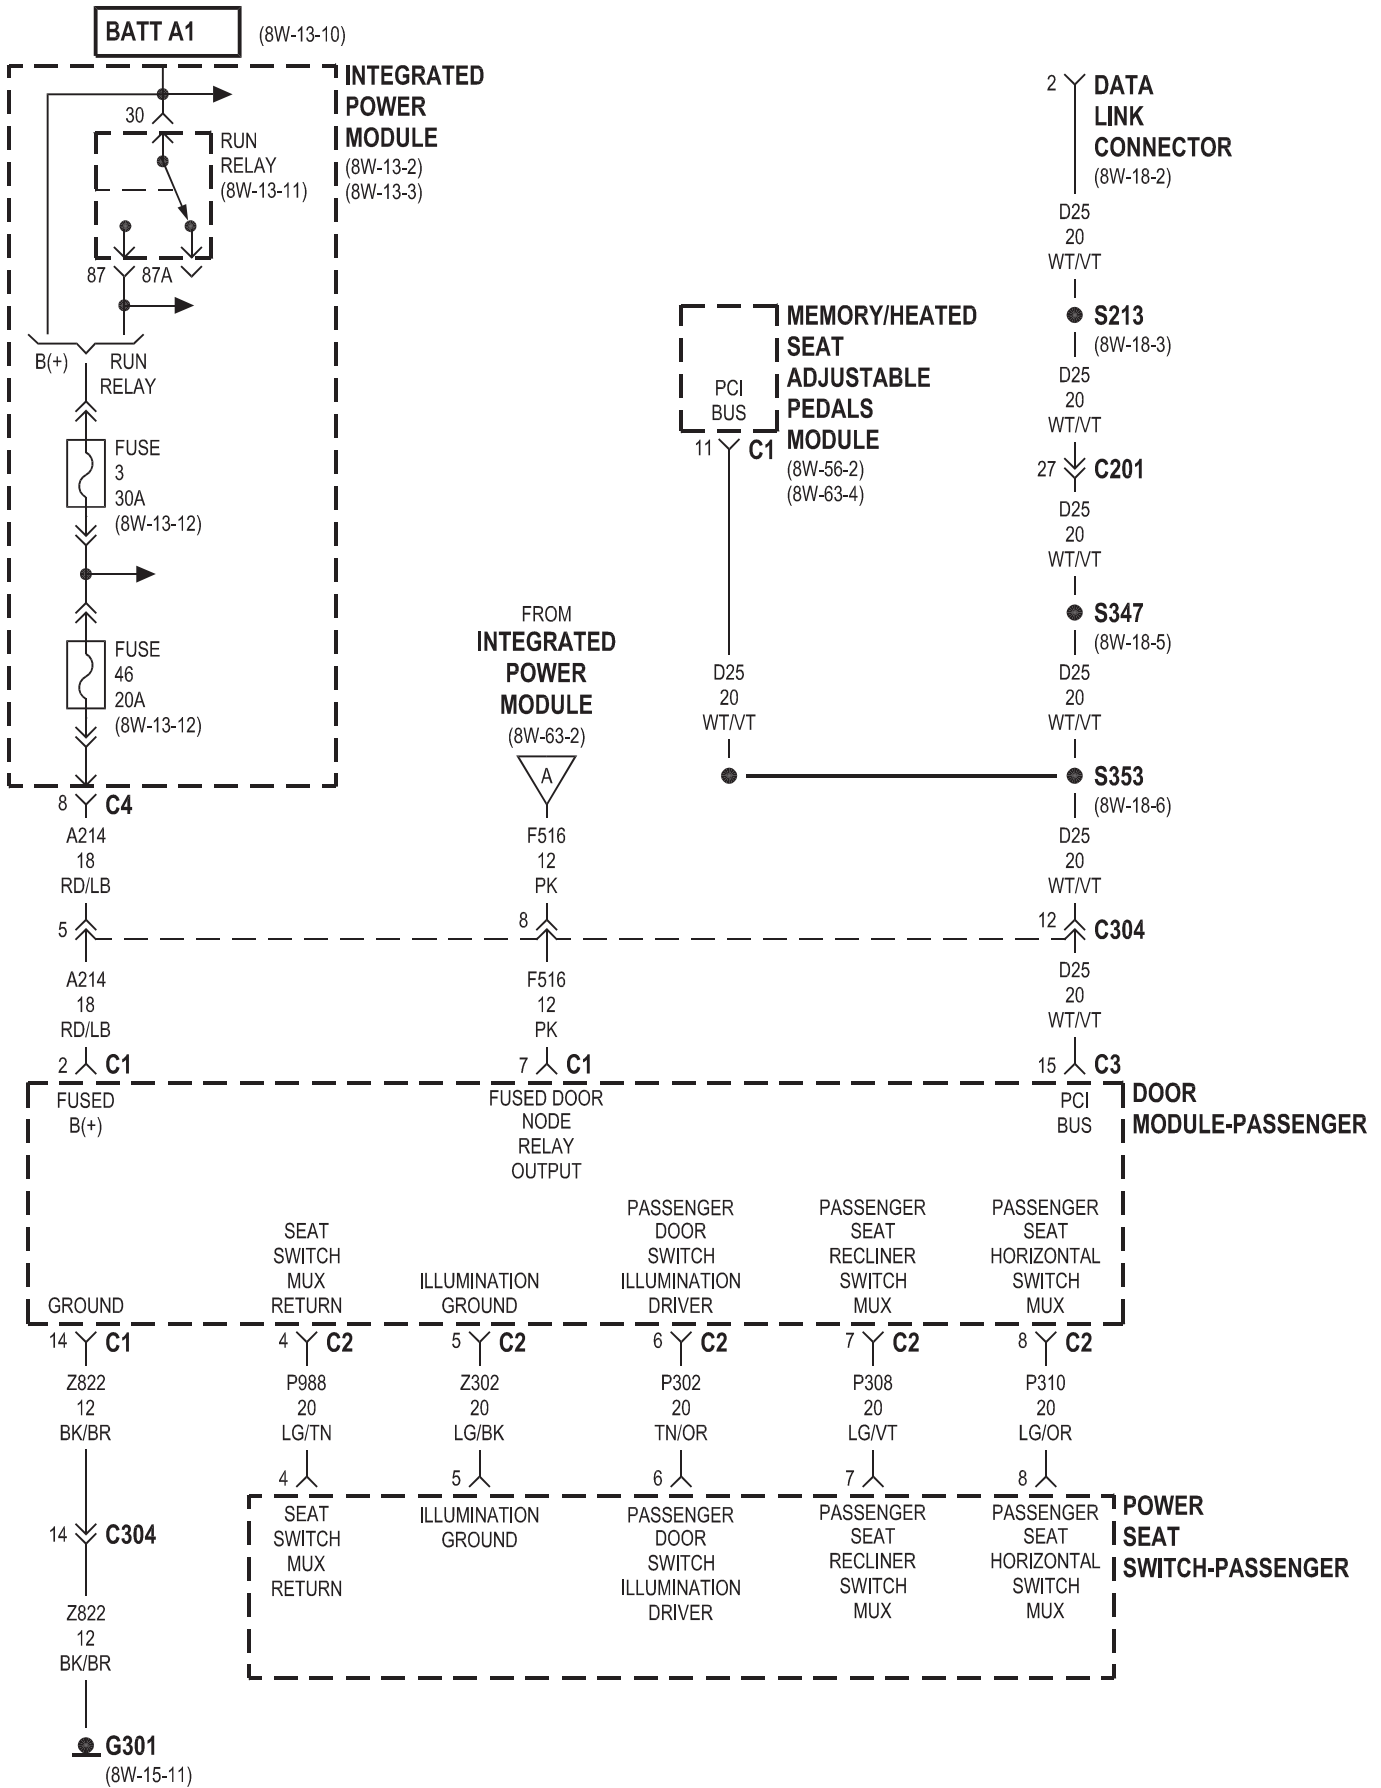 BATT A1
(8W-13-10)
INTEGRATED
POWER
MODULE
(8W-13-2)
(8W-13-3)
30
RUN
RELAY
(8W-13-11)
87
87A
B(+)
RUN
RELAY
FUSE
3
30A
(8W-13-12)
FUSE
46
20A
(8W-13-12)
8
C4
A214
18
RD/LB
5
A214
18
RD/LB
2
C1
FROM
INTEGRATED
POWER
MODULE
(8W-63-2)
A
F516
12
PK
8
F516
12
PK
7
C1
MEMORY/HEATED
SEAT
ADJUSTABLE
PEDALS
MODULE
(8W-56-2)
(8W-63-4)
PCI
BUS
11
C1
D25
20
WT/VT
2
DATA
LINK
CONNECTOR
(8W-18-2)
D25
20
WT/VT
S213
(8W-18-3)
D25
20
WT/VT
27
C201
D25
20
WT/VT
S347
(8W-18-5)
D25
20
WT/VT
S353
(8W-18-6)
D25
20
WT/VT
12
C304
D25
20
WT/VT
15
C3
DOOR
MODULE-PASSENGER
FUSED
B(+)
FUSED DOOR
NODE
RELAY
OUTPUT
PCI
BUS
GROUND
SEAT
SWITCH
MUX
RETURN
ILLUMINATION
GROUND
PASSENGER
DOOR
SWITCH
ILLUMINATION
DRIVER
PASSENGER
SEAT
RECLINER
SWITCH
MUX
PASSENGER
SEAT
HORIZONTAL
SWITCH
MUX
14
C1
Z822
12
BK/BR
14
C304
Z822
12
BK/BR
G301
(8W-15-11)
4
C2
P988
20
LG/TN
4
5
C2
Z302
20
LG/BK
5
6
C2
P302
20
TN/OR
6
7
C2
P308
20
LG/VT
7
8
C2
P310
20
LG/OR
8
POWER
SEAT
SWITCH-PASSENGER
SEAT
SWITCH
MUX
RETURN
ILLUMINATION
GROUND
PASSENGER
DOOR
SWITCH
ILLUMINATION
DRIVER
PASSENGER
SEAT
RECLINER
SWITCH
MUX
PASSENGER
SEAT
HORIZONTAL
SWITCH
MUX